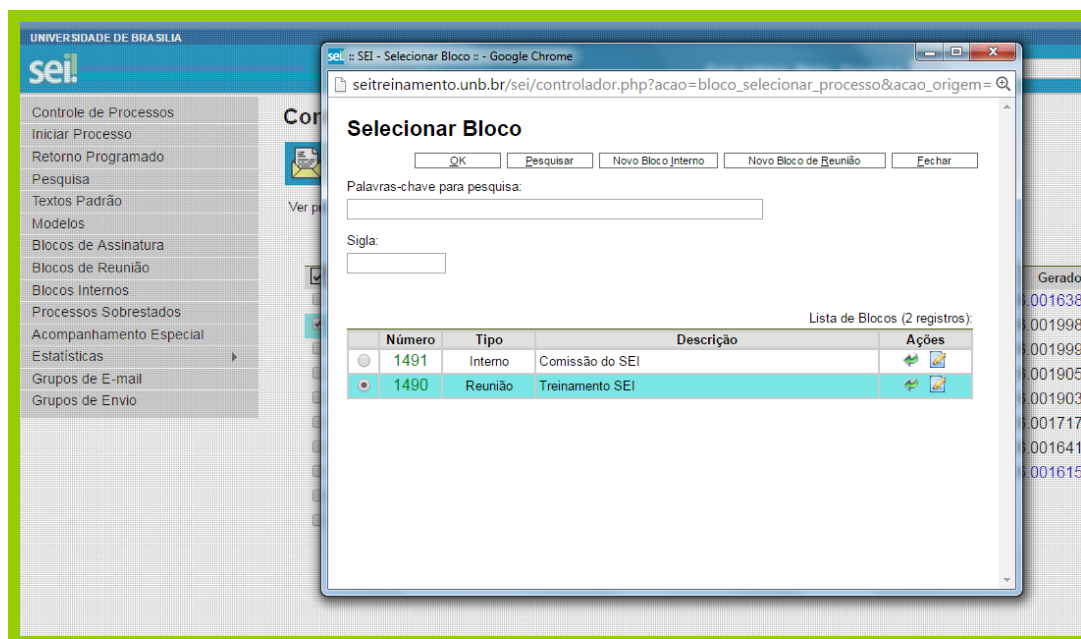 UNIVERSIDADE DE BRASILIA
sei!
Controle de Processos
Iniciar Processo
Retorno Programado
Pesquisa
Textos Padrão
Modelos
Blocos de Assinatura
Blocos de Reunião
Blocos Internos
Processos Sobrestados
Acompanhamento Especial
Estatísticas
Grupos de E-mail
Grupos de Envio
Cor
Ver pr
sei. :: SEI - Selecionar Bloco :: - Google Chrome
seitreinamento.unb.br/sei/controlador.php?acao=bloco_selecionar_processo&acao_origem=
Selecionar Bloco
OK Pesquisar Novo Bloco Interno Novo Bloco de Reunião Fechar
Palavras-chave para pesquisa:
Sigla:
Lista de Blocos (2 registros):
Número Tipo Descrição Ações
1491 Interno Comissão do SEI
1490 Reunião Treinamento SEI
Gerado
.001638
.001998
.001999
.001905
.001903
.001717
.001641
.001615